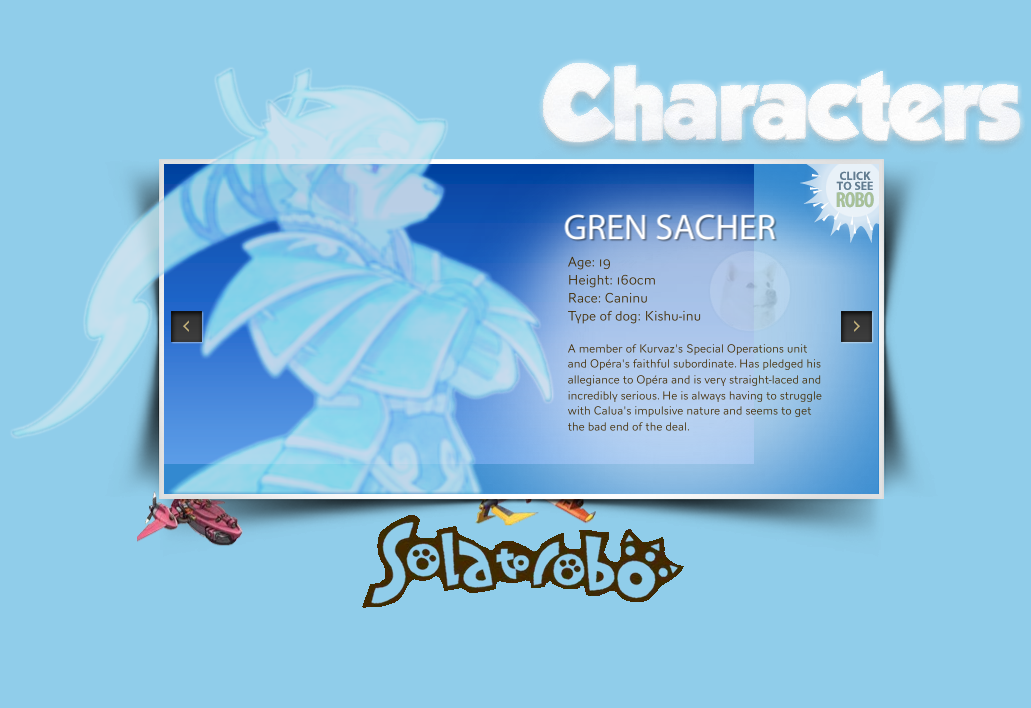 Characters
CLICK
TO SEE
ROBO
GREN SACHER
Age: 19
Height: 160cm
Race: Caninu
Type of dog: Kishu-inu
A member of Kurvaz's Special Operations unit
and Opéra's faithful subordinate. Has pledged his
allegiance to Opéra and is very straight-laced and
incredibly serious. He is always having to struggle
with Calua's impulsive nature and seems to get
the bad end of the deal.
Solatorobo